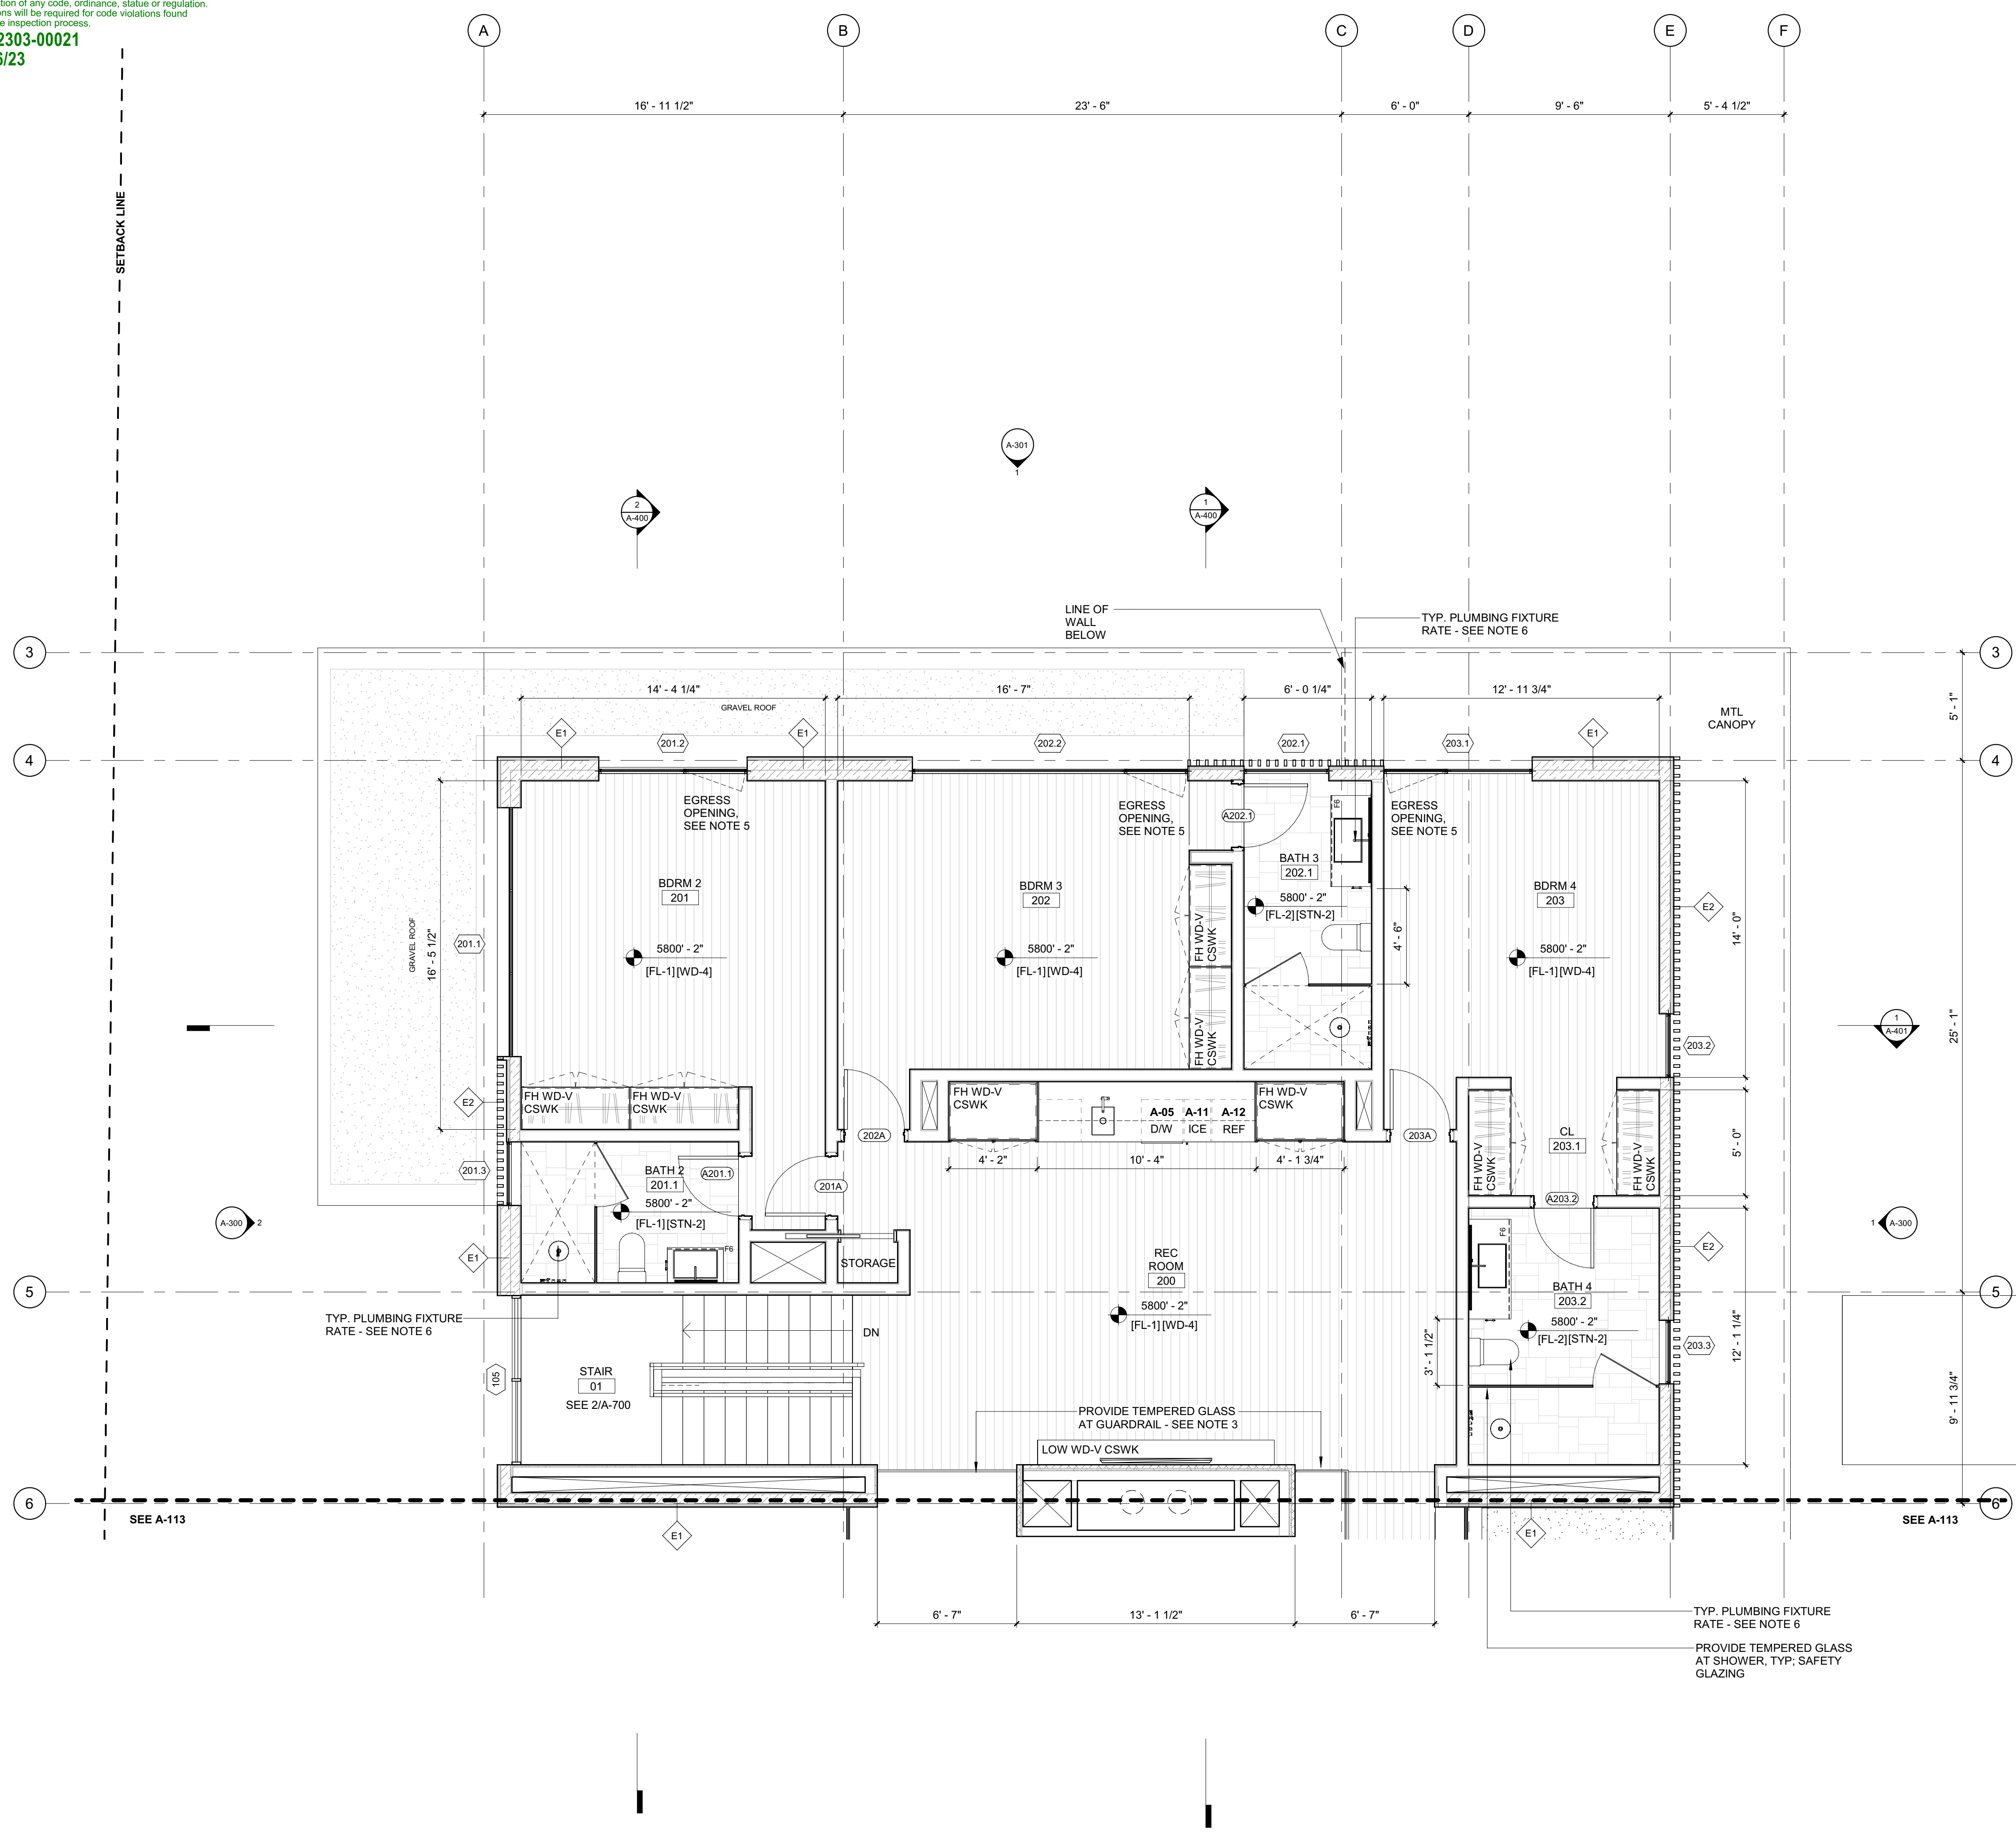 tion of any code, ordinance, statue or regulation.
ons will be required for code violations found
e inspection process.
2303-00021
6/23
A
B
C
D
E
F
16' - 11 1/2"
23' - 6"
6' - 0"
9' - 6"
5' - 4 1/2"
SETBACK LINE
A-301
1
2
A-400
1
A-400
LINE OF
WALL
BELOW
TYP. PLUMBING FIXTURE
RATE - SEE NOTE 6
3
3
14' - 4 1/4"
16' - 7"
6' - 0 1/4"
12' - 11 3/4"
GRAVEL ROOF
MTL
CANOPY
5' - 1"
E1
201.2
E1
202.2
202.1
203.1
E1
4
4
EGRESS
OPENING,
SEE NOTE 5
EGRESS
OPENING,
SEE NOTE 5
EGRESS
OPENING,
SEE NOTE 5
A202.1
F6
BATH 3
202.1
5800' - 2"
[FL-2][STN-2]
BDRM 2
201
5800' - 2"
[FL-1][WD-4]
BDRM 3
202
5800' - 2"
[FL-1][WD-4]
BDRM 4
203
5800' - 2"
[FL-1][WD-4]
GRAVEL ROOF
16' - 5 1/2"
201.1
FH WD-V
CSWK
FH WD-V
CSWK
4' - 6"
14' - 0"
E2
25' - 1"
1
A-401
203.2
E2
FH WD-V
CSWK
FH WD-V
CSWK
FH WD-V
CSWK
A-05
D/W
A-11
ICE
A-12
REF
FH WD-V
CSWK
202A
203A
CL
203.1
FH WD-V
CSWK
FH WD-V
CSWK
5' - 0"
4' - 2"
10' - 4"
4' - 1 3/4"
201.3
BATH 2
201.1
A201.1
5800' - 2"
[FL-1][STN-2]
201A
A203.2
A-300
2
1
A-300
E1
F6
STORAGE
REC
ROOM
200
5800' - 2"
[FL-1][WD-4]
F6
E2
BATH 4
203.2
5800' - 2"
[FL-2][STN-2]
5
5
TYP. PLUMBING FIXTURE
RATE - SEE NOTE 6
DN
3' - 1 1/2"
203.3
12' - 1 1/4"
105
STAIR
01
SEE 2/A-700
9' - 11 3/4"
PROVIDE TEMPERED GLASS
AT GUARDRAIL - SEE NOTE 3
LOW WD-V CSWK
6
6
SEE A-113
SEE A-113
E1
E1
6' - 7"
13' - 1 1/2"
6' - 7"
TYP. PLUMBING FIXTURE
RATE - SEE NOTE 6
PROVIDE TEMPERED GLASS
AT SHOWER, TYP; SAFETY
GLAZING